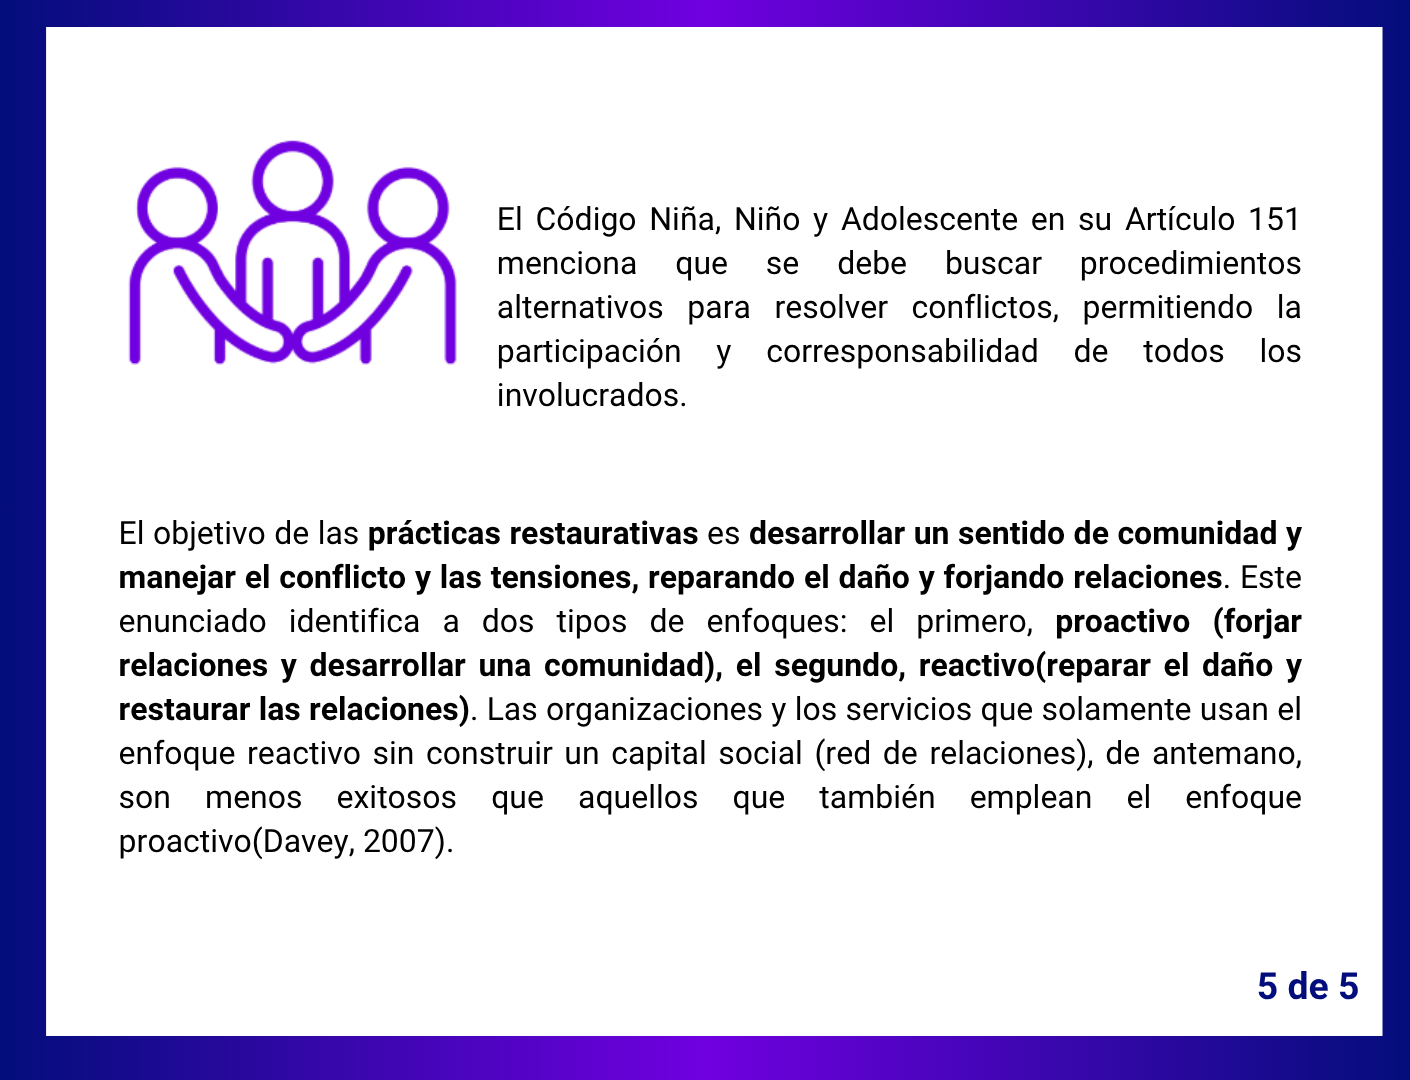 El Código Niña, Niño y Adolescente en su Artículo 151
menciona que se debe buscar procedimientos
alternativos para resolver conflictos, permitiendo la
participación y corresponsabilidad de todos los
involucrados.
El objetivo de las prácticas restaurativas es desarrollar un sentido de comunidad y
manejar el conflicto y las tensiones, reparando el daño y forjando relaciones. Este
enunciado identifica a dos tipos de enfoques: el primero, proactivo (forjar
relaciones y desarrollar una comunidad), el segundo, reactivo(reparar el daño y
restaurar las relaciones). Las organizaciones y los servicios que solamente usan el
enfoque reactivo sin construir un capital social (red de relaciones), de antemano,
son menos exitosos que aquellos que también emplean el enfoque
proactivo(Davey, 2007).
5 de 5